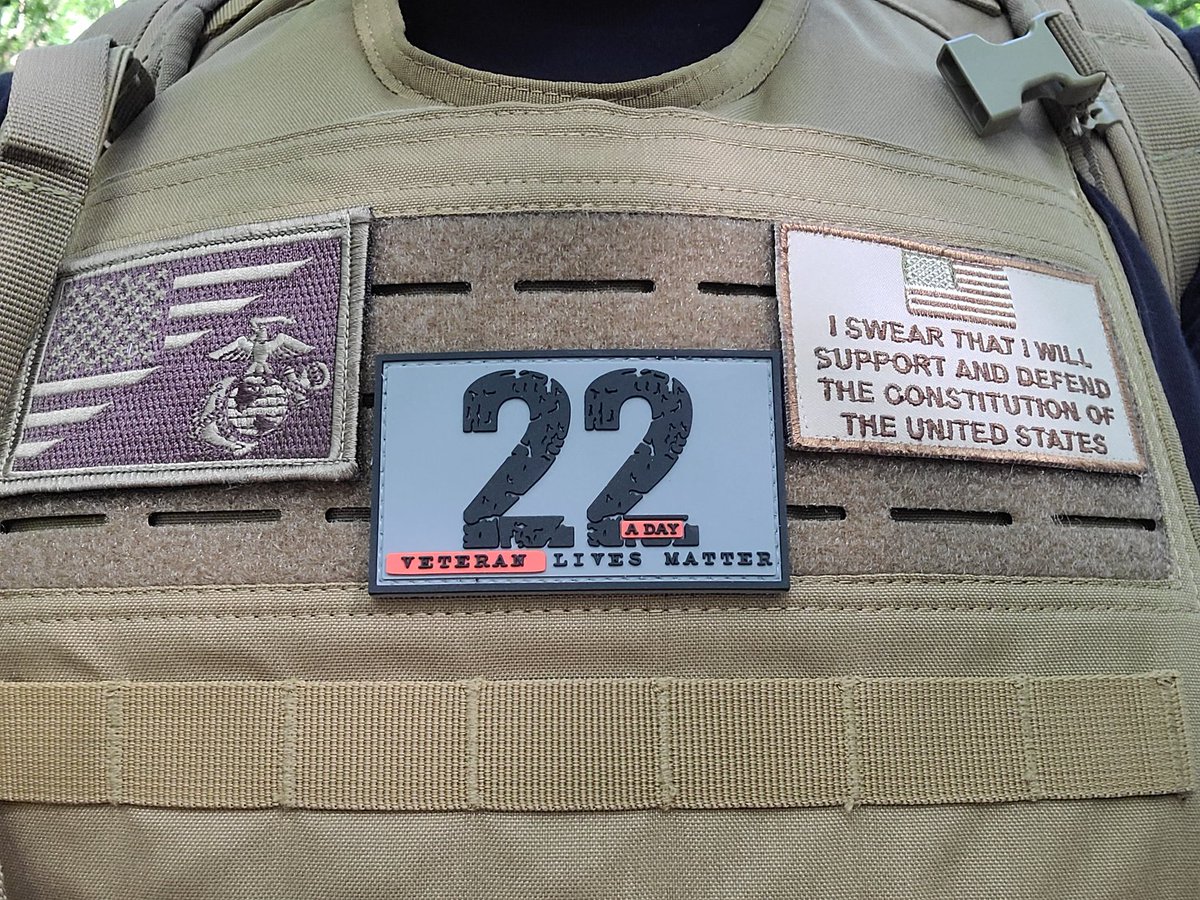 22
A DAY
VETERAN LIVES MATTER
I SWEAR THAT I WILL
SUPPORT AND DEFEND
THE CONSTITUTION OF
THE UNITED STATES